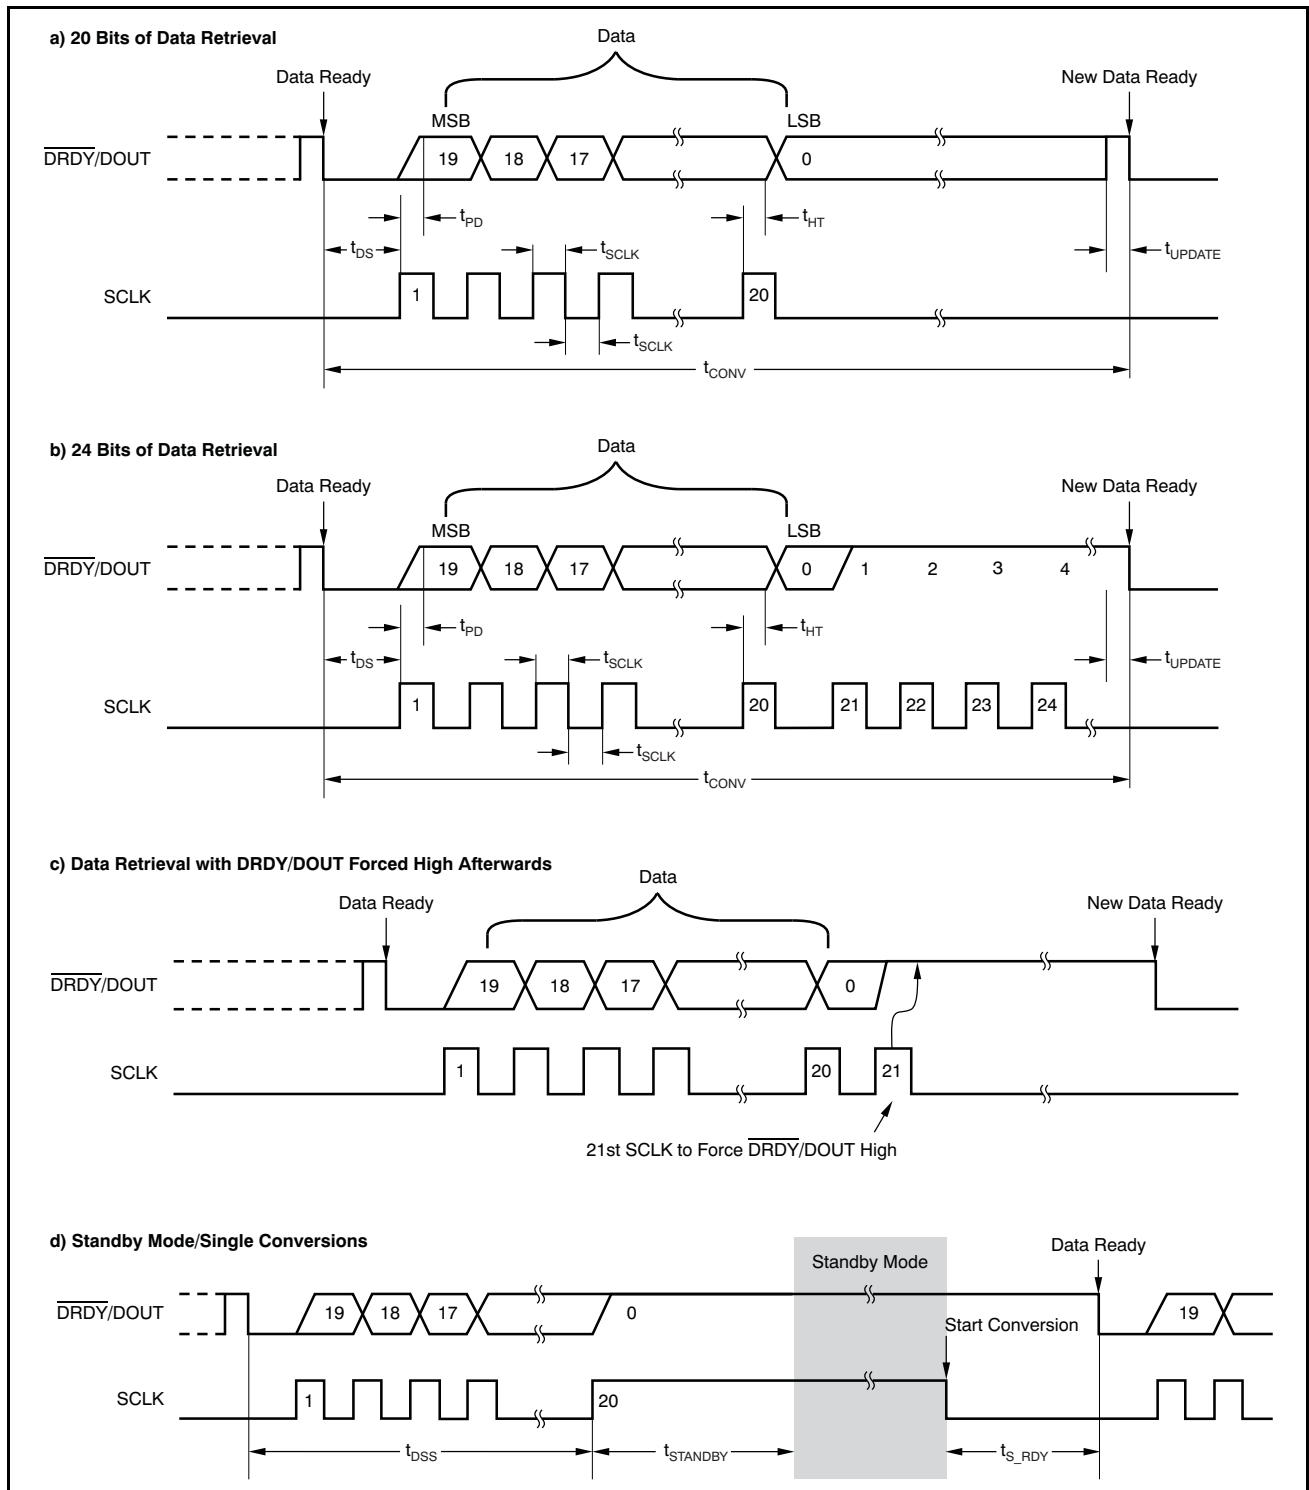 a) 20 Bits of Data Retrieval
Data
Data Ready
New Data Ready
MSB
LSB
DRDY/DOUT
19
18
17
0
tPD
tHT
tDS
tSCLK
tUPDATE
SCLK
1
20
tSCLK
tCONV
b) 24 Bits of Data Retrieval
Data
Data Ready
New Data Ready
MSB
LSB
DRDY/DOUT
19
18
17
0
1
2
3
4
tPD
tHT
tDS
tSCLK
tUPDATE
SCLK
1
20
21
22
23
24
tSCLK
tCONV
c) Data Retrieval with DRDY/DOUT Forced High Afterwards
Data
Data Ready
New Data Ready
DRDY/DOUT
19
18
17
0
SCLK
1
20
21
21st SCLK to Force DRDY/DOUT High
d) Standby Mode/Single Conversions
Data Ready
Standby Mode
DRDY/DOUT
19
18
17
0
19
Start Conversion
SCLK
1
20
tDSS
tSTANDBY
tS_RDY